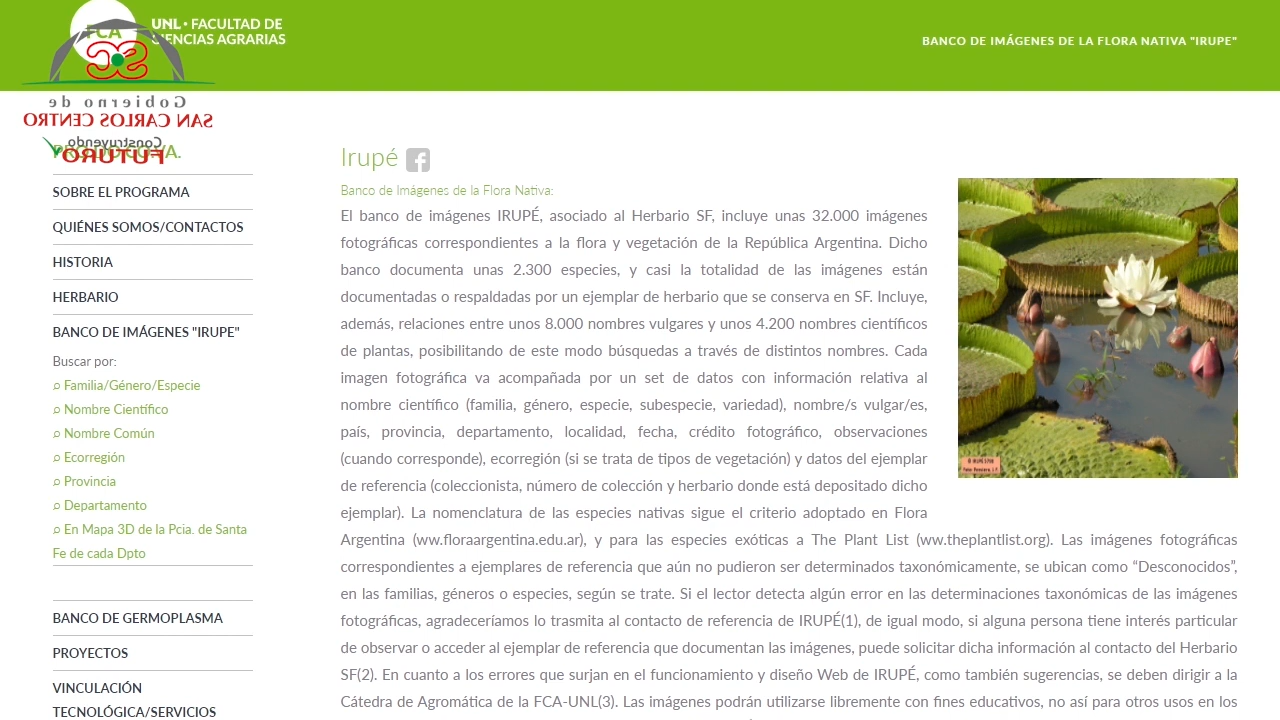 UNL • FACULTAD DE
CIENCIAS AGRARIAS
FCA
BANCO DE IMÁGENES DE LA FLORA NATIVA "IRUPE"
SC
Gobierno de
SAN CARLOS CENTRO
Construyendo
FUTURO
SOBRE EL PROGRAMA
QUIÉNES SOMOS/CONTACTOS
HISTORIA
HERBARIO
BANCO DE IMÁGENES "IRUPE"
Buscar por:
Familia/Género/Especie
Nombre Científico
Nombre Común
Ecorregión
Provincia
Departamento
En Mapa 3D de la Pcia. de Santa
Fe de cada Dpto
BANCO DE GERMOPLASMA
PROYECTOS
VINCULACIÓN
TECNOLÓGICA/SERVICIOS
Irupé
Banco de Imágenes de la Flora Nativa:
El banco de imágenes IRUPÉ, asociado al Herbario SF, incluye unas 32.000 imágenes
fotográficas correspondientes a la flora y vegetación de la República Argentina. Dicho
banco documenta unas 2.300 especies, y casi la totalidad de las imágenes están
documentadas o respaldadas por un ejemplar de herbario que se conserva en SF. Incluye,
además, relaciones entre unos 8.000 nombres vulgares y unos 4.200 nombres científicos
de plantas, posibilitando de este modo búsquedas a través de distintos nombres. Cada
imagen fotográfica va acompañada por un set de datos con información relativa al
nombre científico (familia, género, especie, subespecie, variedad), nombre/s vulgar/es,
país, provincia, departamento, localidad, fecha, crédito fotográfico, observaciones
(cuando corresponde), ecorregión (si se trata de tipos de vegetación) y datos del ejemplar
de referencia (coleccionista, número de colección y herbario donde está depositado dicho
ejemplar). La nomenclatura de las especies nativas sigue el criterio adoptado en Flora
Argentina (ww.floraargentina.edu.ar), y para las especies exóticas a The Plant List (ww.theplantlist.org). Las imágenes fotográficas
correspondientes a ejemplares de referencia que aún no pudieron ser determinados taxonómicamente, se ubican como “Desconocidos”,
en las familias, géneros o especies, según se trate. Si el lector detecta algún error en las determinaciones taxonómicas de las imágenes
fotográficas, agradeceríamos lo trasmita al contacto de referencia de IRUPÉ(1), de igual modo, si alguna persona tiene interés particular
de observar o acceder al ejemplar de referencia que documentan las imágenes, puede solicitar dicha información al contacto del Herbario
SF(2). En cuanto a los errores que surjan en el funcionamiento y diseño Web de IRUPÉ, como también sugerencias, se deben dirigir a la
Cátedra de Agromática de la FCA-UNL(3). Las imágenes podrán utilizarse libremente con fines educativos, no así para otros usos en los